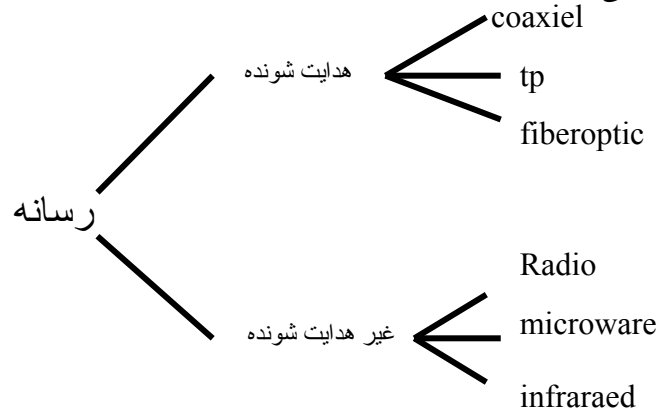 coaxiel
هدایت شونده
tp
fiberoptic
رسانه
Radio
غیر هدایت شونده
microware
infraraed